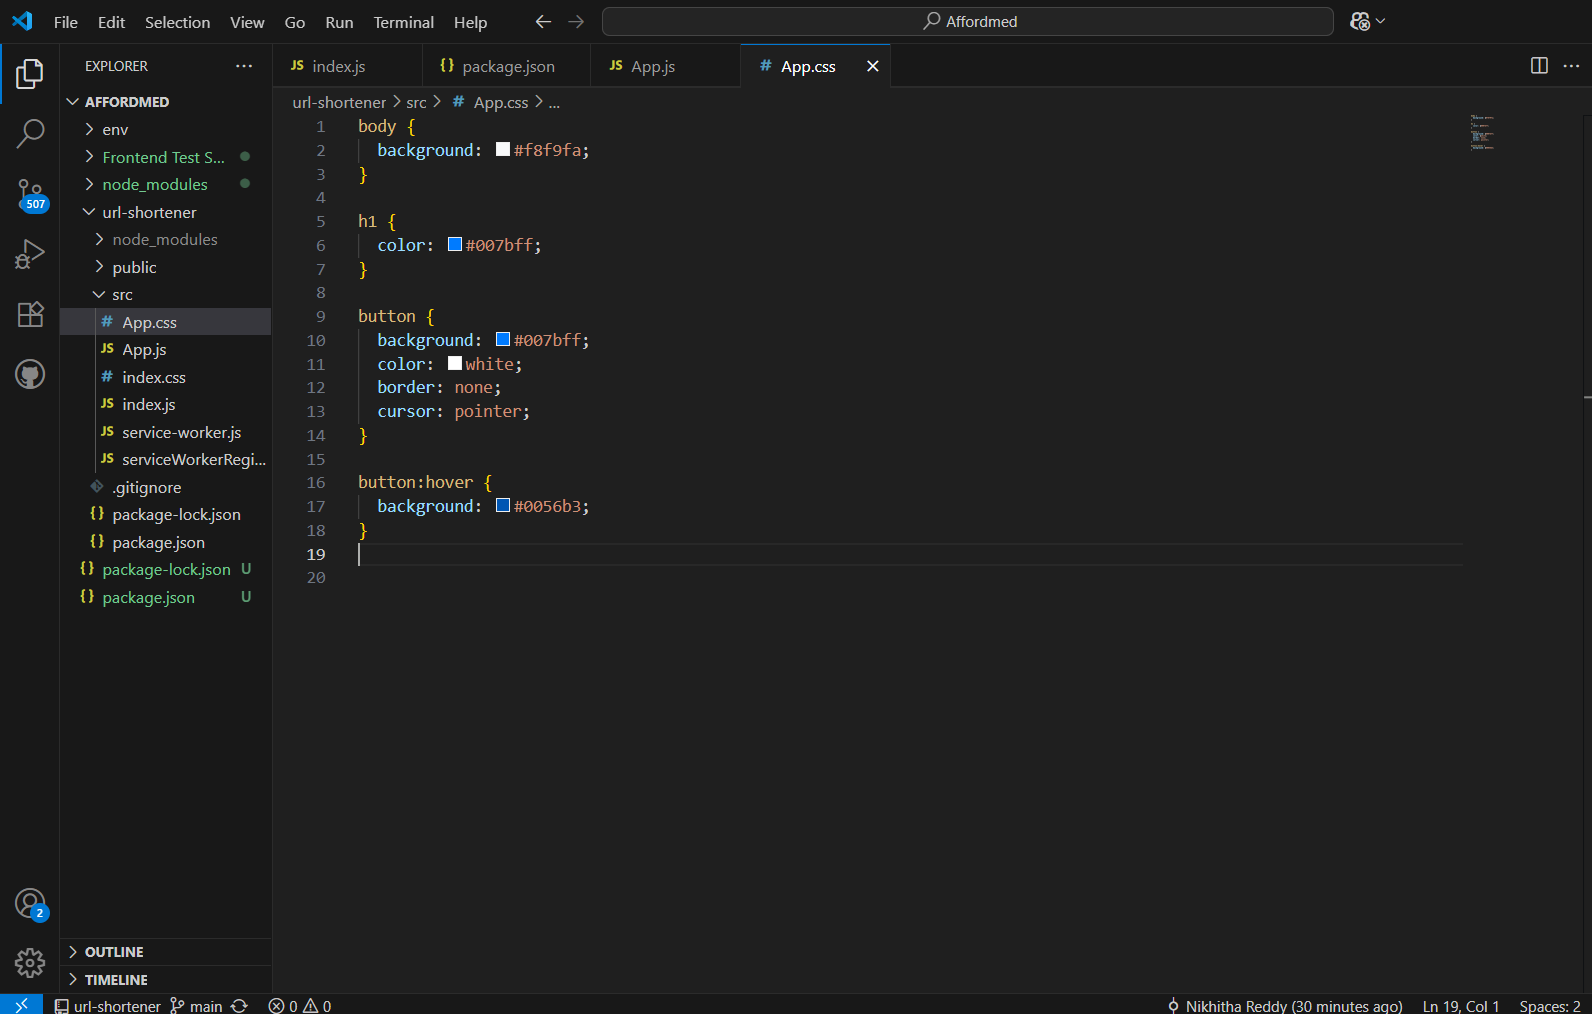 File Edit Selection View Go Run Terminal Help
Affordmed
EXPLORER
AFFORDMED
env
Frontend Test S...
node_modules
url-shortener
node_modules
public
src
# App.css
JS App.js
# index.css
JS index.js
JS service-worker.js
JS serviceWorkerRegi...
.gitignore
{} package-lock.json
{} package.json
{} package-lock.json U
{} package.json U
OUTLINE
TIMELINE
507
2
JS index.js
{} package.json
JS App.js
# App.css
url-shortener > src > # App.css > ...
1 body {
2 background: #f8f9fa;
3 }
4
5 h1 {
6 color: #007bff;
7 }
8
9 button {
10 background: #007bff;
11 color: white;
12 border: none;
13 cursor: pointer;
14 }
15
16 button:hover {
17 background: #0056b3;
18 }
19
20
url-shortener main 0 0
Nikhitha Reddy (30 minutes ago) Ln 19, Col 1 Spaces: 2